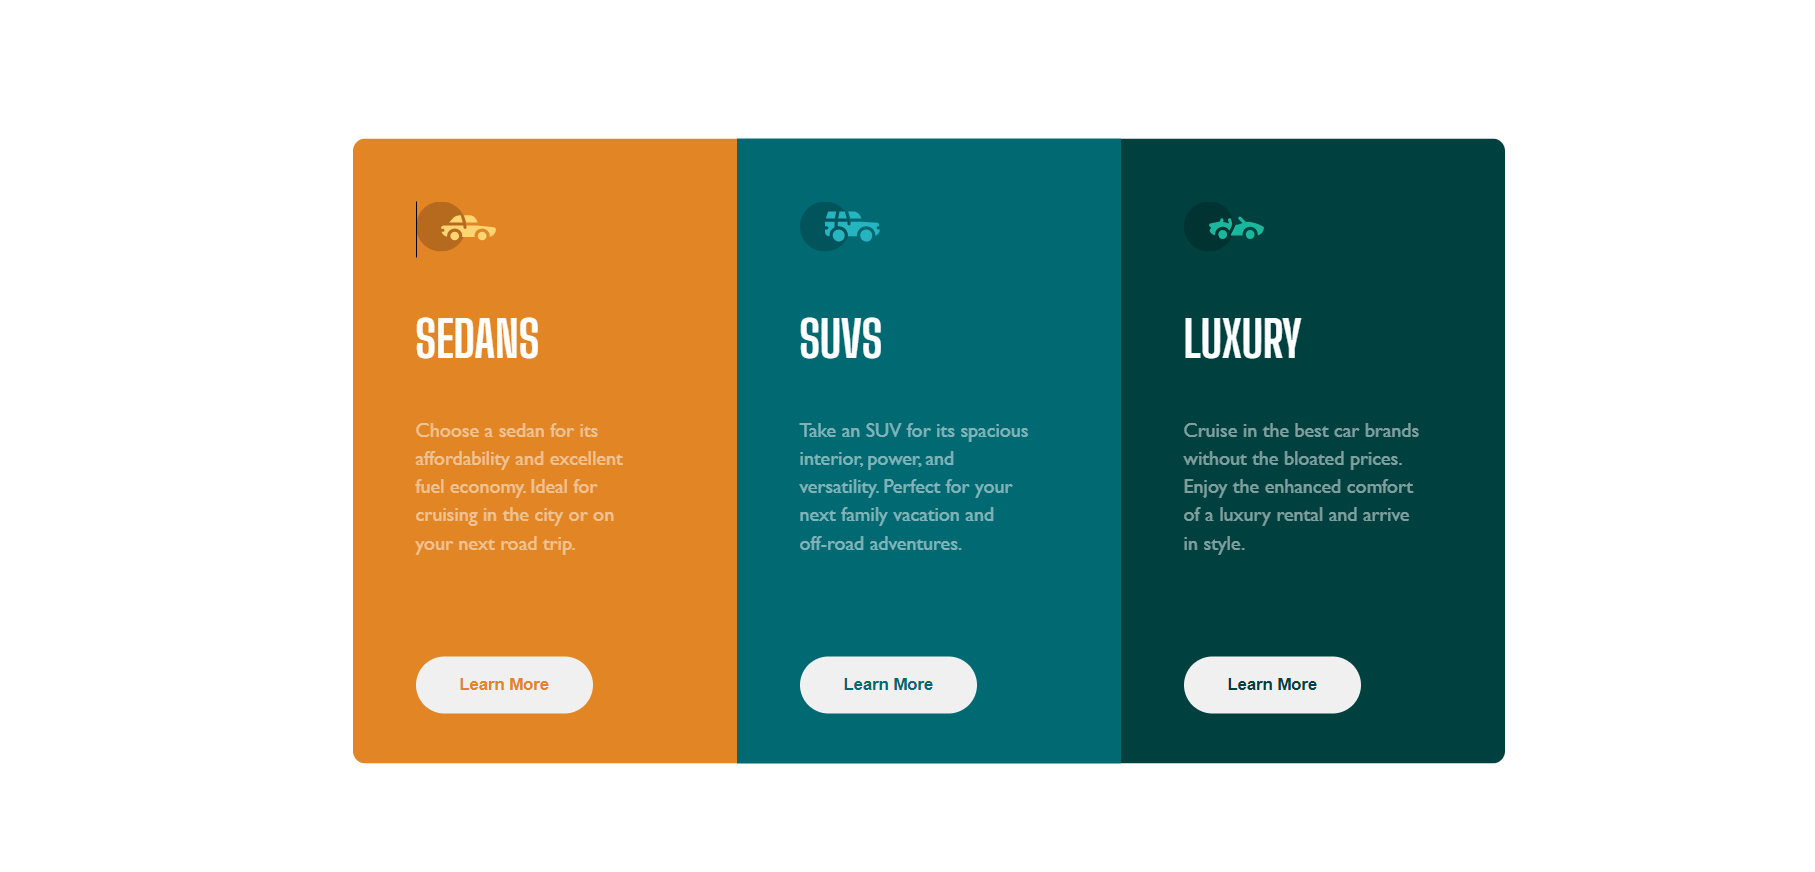 SEDANS
Choose a sedan for its
affordability and excellent
fuel economy. Ideal for
cruising in the city or on
your next road trip.
Learn More
SUVS
Take an SUV for its spacious
interior, power, and
versatility. Perfect for your
next family vacation and
off-road adventures.
Learn More
LUXURY
Cruise in the best car brands
without the bloated prices.
Enjoy the enhanced comfort
of a luxury rental and arrive
in style.
Learn More